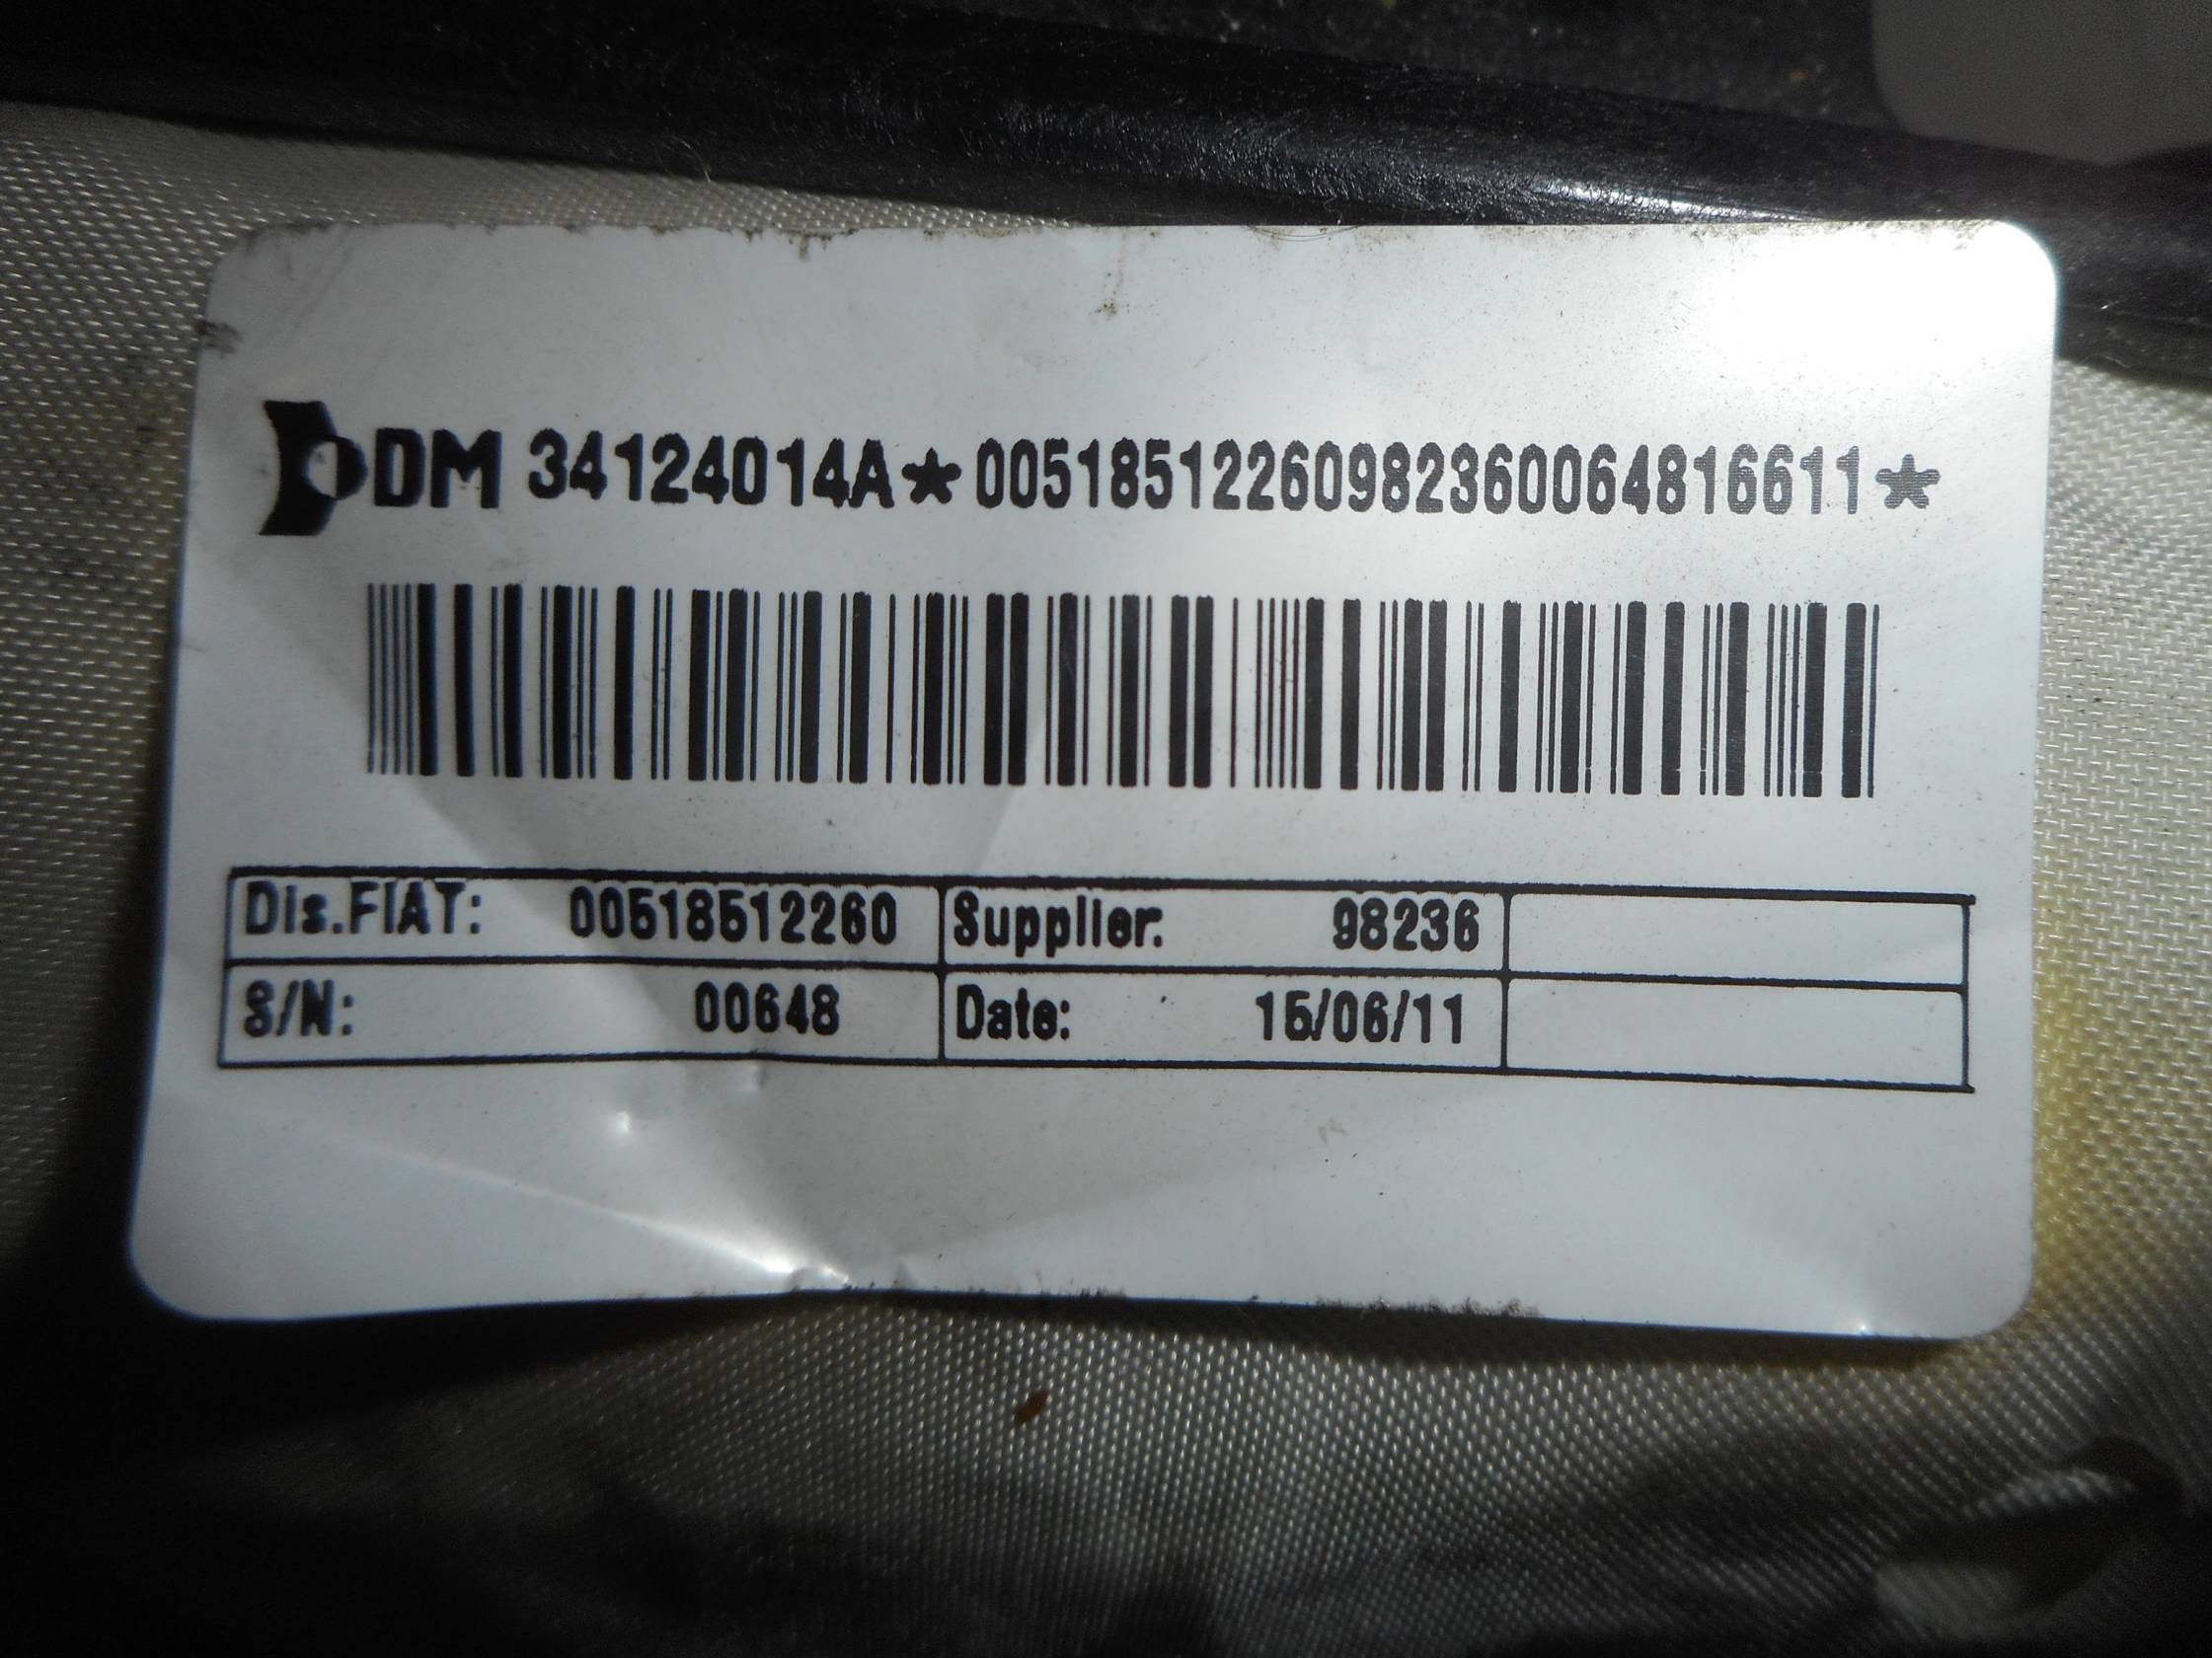 DM 34124014A*00518512260982360064816611*
Dis.FIAT: 00518512260 Supplier: 98236
S/N: 00648 Date: 15/06/11